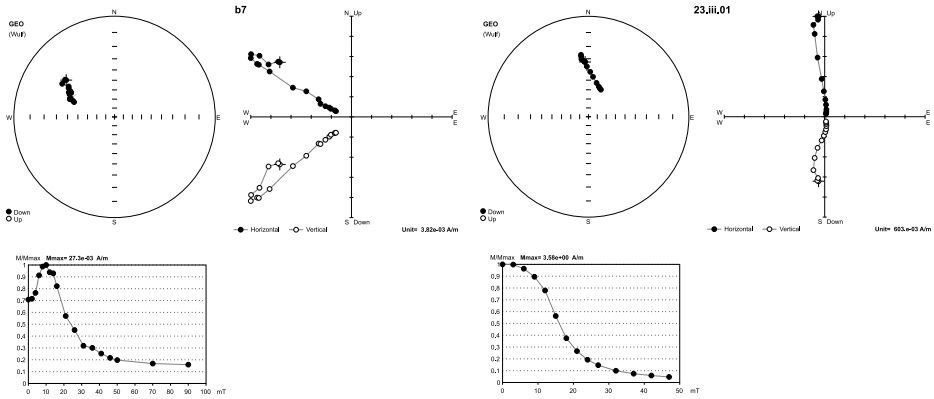 b7
GEO
(Wulf)
N
W
E
S
Down
Up
N
W
E
W
E
S Down
Horizontal
Vertical
Unit= 3.82e-03 A/m
M/Mmax
Mmax= 27.3e-03 A/m
1
0.9
0.8
0.7
0.6
0.5
0.4
0.3
0.2
0.1
0
0 10 20 30 40 50 60 70 80 90 100 mT
23.iii.01
GEO
(Wulf)
N
W
E
S
Down
Up
N Up
W
E
W
E
S Down
Horizontal
Vertical
Unit= 603.e-03 A/m
M/Mmax
Mmax= 3.58e+00 A/m
1
0.9
0.8
0.7
0.6
0.5
0.4
0.3
0.2
0.1
0
0 10 20 30 40 50 mT